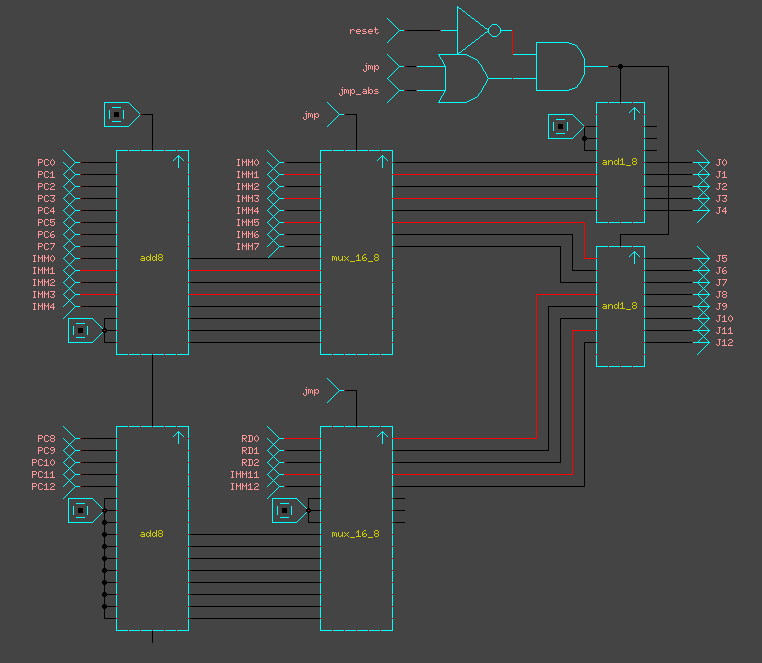 reset
jmp
jmp_abs
jmp
PC0 IMM0 and1_8 J0
PC1 IMM1 J1
PC2 IMM2 J2
PC3 IMM3 J3
PC4 IMM4 J4
PC5 IMM5
PC6 IMM6
PC7 IMM7
IMM0 add8 mux_16_8 J5
IMM1 J6
IMM2 J7
IMM3 J8
IMM4 and1_8 J9
J10
J11
J12
jmp
PC8 RD0
PC9 RD1
PC10 RD2
PC11 IMM11
PC12 IMM12
add8 mux_16_8